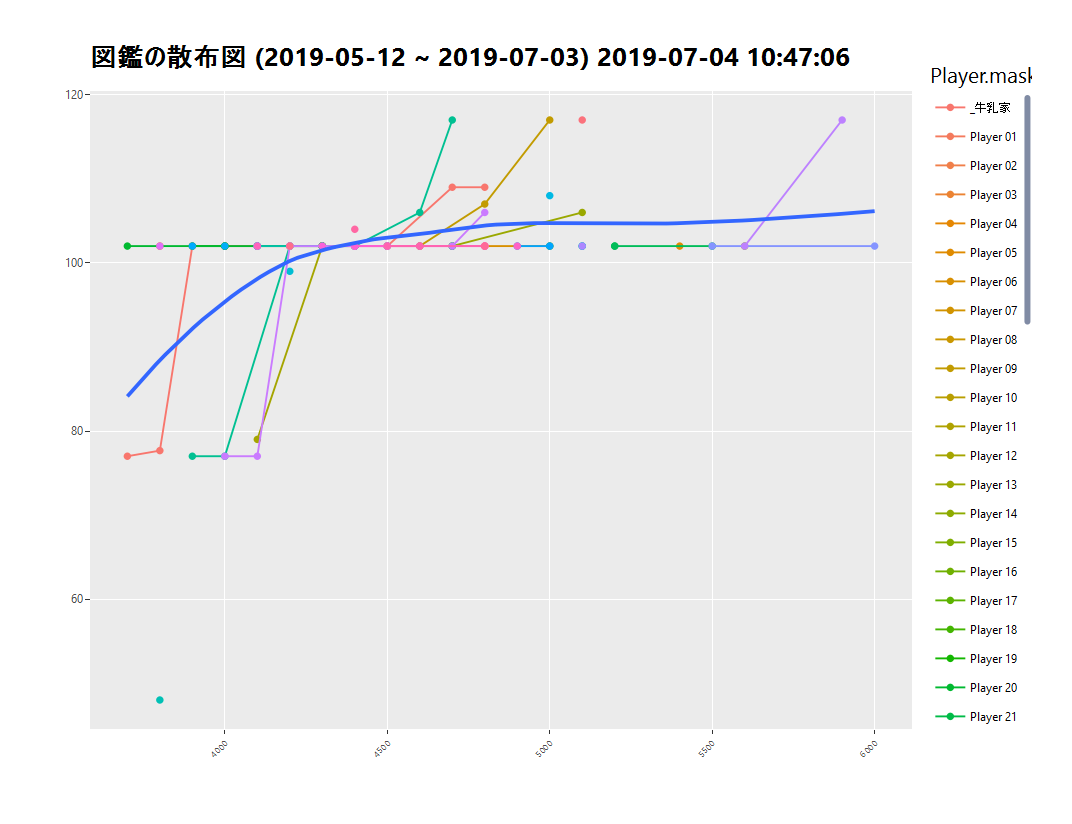 図鑑の散布図 (2019-05-12 ~ 2019-07-03) 2019-07-04 10:47:06
Player.mask
120
100
80
60
4000
4500
5000
5500
6000
_牛乳家
Player 01
Player 02
Player 03
Player 04
Player 05
Player 06
Player 07
Player 08
Player 09
Player 10
Player 11
Player 12
Player 13
Player 14
Player 15
Player 16
Player 17
Player 18
Player 19
Player 20
Player 21